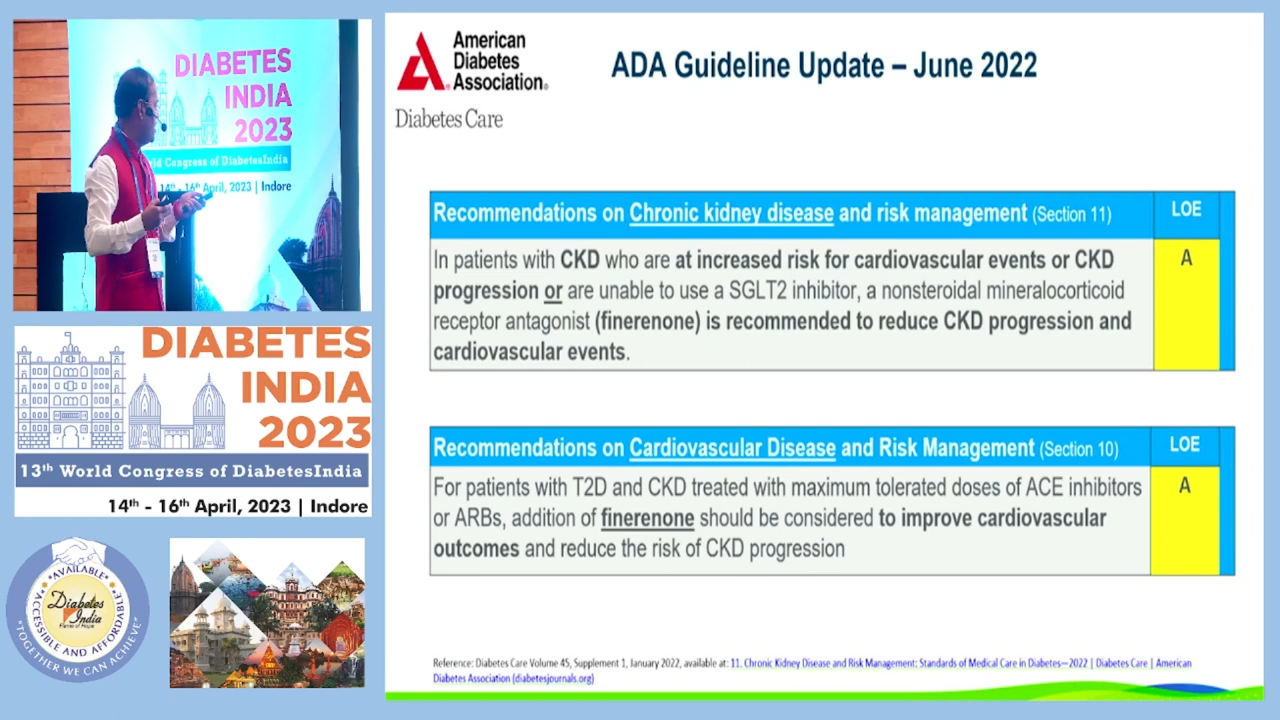 DIABETES
INDIA
2023
ld Congress of DiabetesIndia
14th - 16th April, 2023 | Indore
DIABETES
INDIA
2023
13th World Congress of DiabetesIndia
14th - 16th April, 2023 | Indore
*AVAILABLE*
*ACCESSIBLE AND AFFORDABLE*
Diabetes
India
Flame of Hope
"TOGETHER WE CAN ACHIEVE"
American
Diabetes
Association®
Diabetes Care
ADA Guideline Update – June 2022
Recommendations on Chronic kidney disease and risk management (Section 11) LOE
In patients with CKD who are at increased risk for cardiovascular events or CKD A
progression or are unable to use a SGLT2 inhibitor, a nonsteroidal mineralocorticoid
receptor antagonist (finerenone) is recommended to reduce CKD progression and
cardiovascular events.
Recommendations on Cardiovascular Disease and Risk Management (Section 10) LOE
For patients with T2D and CKD treated with maximum tolerated doses of ACE inhibitors A
or ARBs, addition of finerenone should be considered to improve cardiovascular
outcomes and reduce the risk of CKD progression
Reference: Diabetes Care Volume 45, Supplement 1, January 2022, available at: 11. Chronic Kidney Disease and Risk Management: Standards of Medical Care in Diabetes—2022 | Diabetes Care | American
Diabetes Association (diabetesjournals.org)